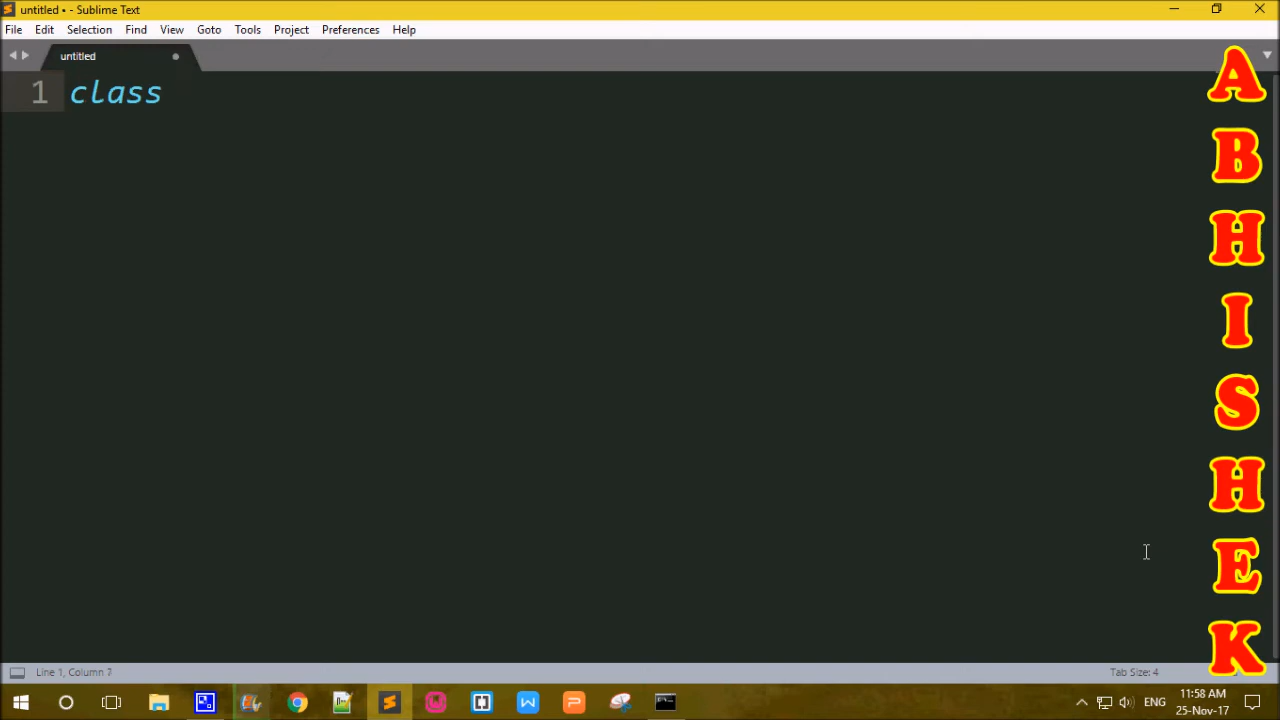 untitled • - Sublime Text
File Edit Selection Find View Goto Tools Project Preferences Help
untitled
1 class
A
B
H
I
S
H
E
K
Line 1, Column 7
Tab Size: 4
ENG
11:58 AM
25-Nov-17